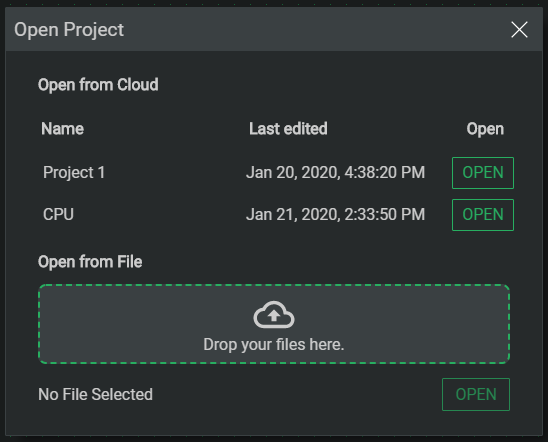 Open Project
Open from Cloud
Name Last edited Open
Project 1 Jan 20, 2020, 4:38:20 PM OPEN
CPU Jan 21, 2020, 2:33:50 PM OPEN
Open from File
Drop your files here.
No File Selected OPEN